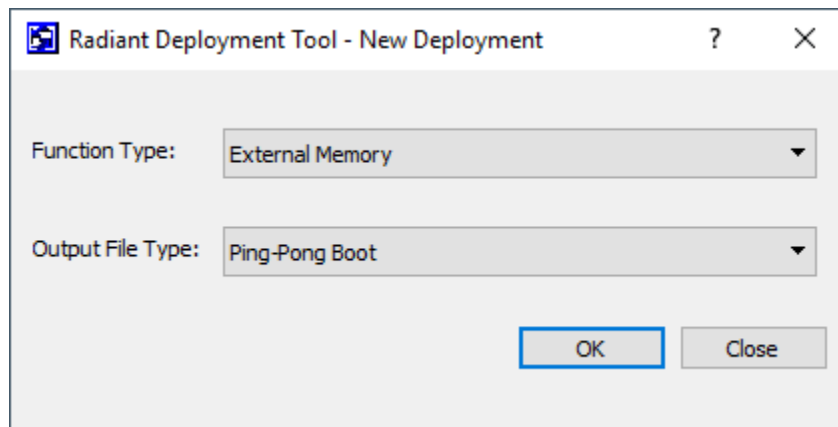 Radiant Deployment Tool - New Deployment ?
Function Type: External Memory
Output File Type: Ping-Pong Boot
OK Close